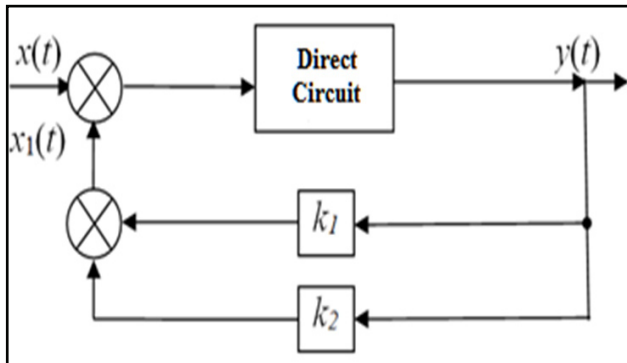 x(t)
Direct
Circuit
y(t)
x1(t)
k1
k2